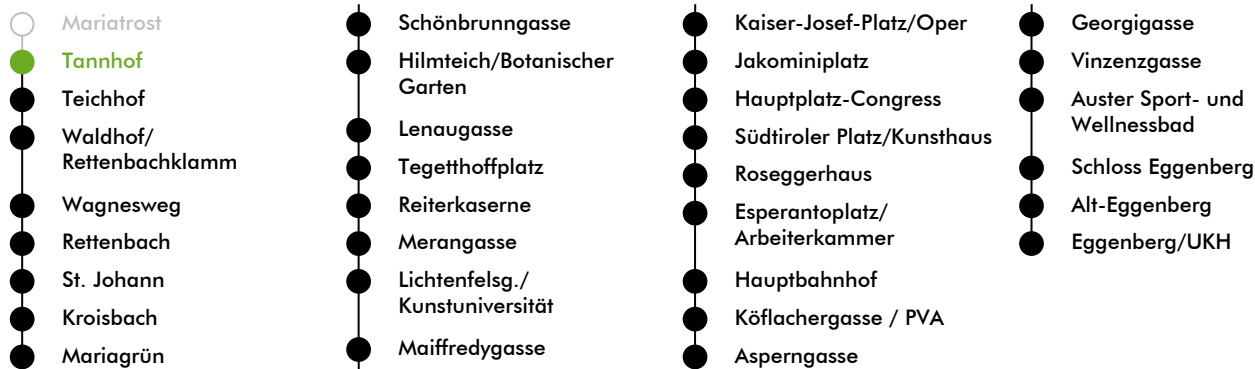 Mariatrost
Tannhof
Teichhof
Waldhof/
Rettenbachklamm
Wagnesweg
Rettenbach
St. Johann
Kroisbach
Mariagrün
Schönbrunngasse
Hilmteich/Botanischer
Garten
Lenaugasse
Tegetthoffplatz
Reiterkaserne
Merangasse
Lichtenfelsg./
Kunstuniversität
Maiffredygasse
Kaiser-Josef-Platz/Oper
Jakominiplatz
Hauptplatz-Congress
Südtiroler Platz/Kunsthaus
Roseggerhaus
Esperantoplatz/
Arbeiterkammer
Hauptbahnhof
Köflachergasse / PVA
Asperngasse
Georgigasse
Vinzenzgasse
Auster Sport- und
Wellnessbad
Schloss Eggenberg
Alt-Eggenberg
Eggenberg/UKH